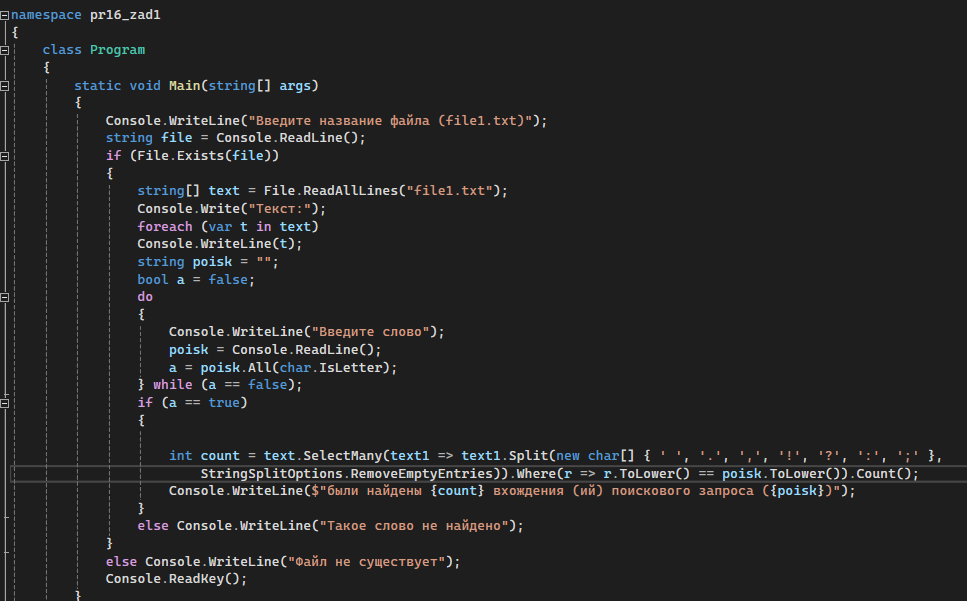 namespace pr16_zad1
{
class Program
{
static void Main(string[] args)
{
Console.WriteLine("Введите название файла (file1.txt)");
string file = Console.ReadLine();
if (File.Exists(file))
{
string[] text = File.ReadAllLines("file1.txt");
Console.Write("Текст:");
foreach (var t in text)
Console.WriteLine(t);
string poisk = "";
bool a = false;
do
{
Console.WriteLine("Введите слово");
poisk = Console.ReadLine();
a = poisk.All(char.IsLetter);
} while (a == false);
if (a == true)
{
int count = text.SelectMany(text1 => text1.Split(new char[] { ' ', '.', ',', '!', '?', ':', ';' },
StringSplitOptions.RemoveEmptyEntries)).Where(r => r.ToLower() == poisk.ToLower()).Count();
Console.WriteLine($"были найдены {count} вхождения (ий) поискового запроса ({poisk})");
}
else Console.WriteLine("Такое слово не найдено");
}
else Console.WriteLine("Файл не существует");
Console.ReadKey();
}